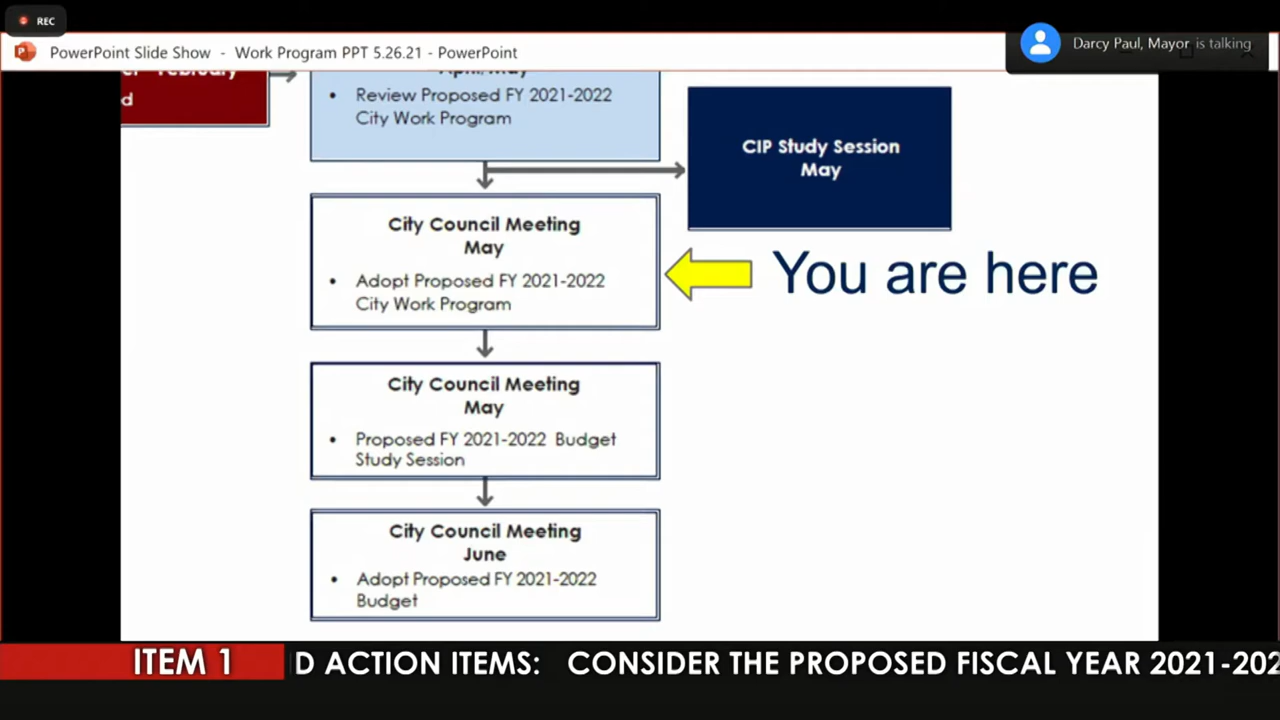 REC
PowerPoint Slide Show - Work Program PPT 5.26.21 - PowerPoint
Darcy Paul, Mayor is talking
February
d
April/May
• Review Proposed FY 2021-2022
City Work Program
CIP Study Session
May
City Council Meeting
May
• Adopt Proposed FY 2021-2022
City Work Program
You are here
City Council Meeting
May
• Proposed FY 2021-2022 Budget
Study Session
City Council Meeting
June
• Adopt Proposed FY 2021-2022
Budget
ITEM 1
D ACTION ITEMS: CONSIDER THE PROPOSED FISCAL YEAR 2021-202